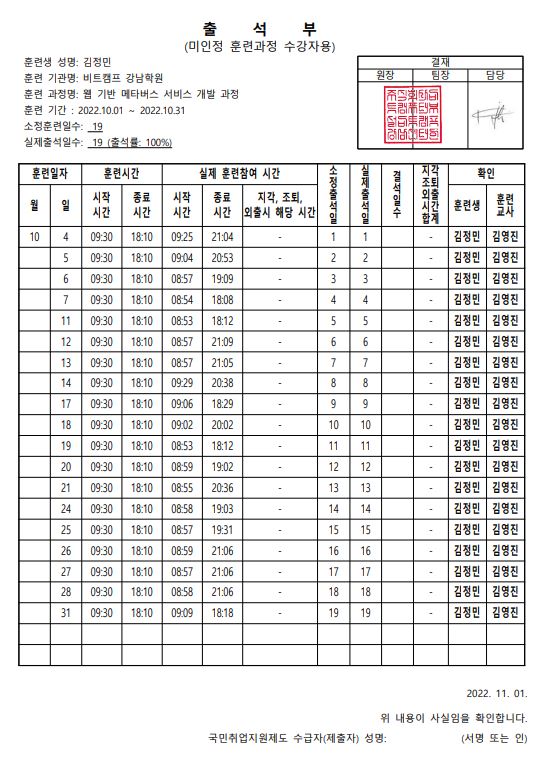 출 석 부
(미인정 훈련과정 수강자용)
훈련생 성명: 김정민
훈련 기관명: 비트캠프 강남학원
훈련 과정명: 웹 기반 메타버스 서비스 개발 과정
훈련 기간 : 2022.10.01 ~ 2022.10.31
소정훈련일수: 19
실제출석일수: 19 (출석률: 100%)
결재
원장 팀장 담당
훈련일자 훈련시간 실제 훈련참여 시간 소정출석일 실제출석일 결석일수 지각조퇴외출시간합계 확인
월 일 시작시간 종료시간 시작시간 종료시간 지각, 조퇴, 외출시 해당 시간 훈련생 훈련교사
10 4 09:30 18:10 09:25 21:04 - 1 1 - 김정민 김영진
5 09:30 18:10 09:04 20:53 - 2 2 - 김정민 김영진
6 09:30 18:10 08:57 19:09 - 3 3 - 김정민 김영진
7 09:30 18:10 08:54 18:08 - 4 4 - 김정민 김영진
11 09:30 18:10 08:53 18:12 - 5 5 - 김정민 김영진
12 09:30 18:10 08:57 21:09 - 6 6 - 김정민 김영진
13 09:30 18:10 08:57 21:05 - 7 7 - 김정민 김영진
14 09:30 18:10 09:29 20:38 - 8 8 - 김정민 김영진
17 09:30 18:10 09:06 18:29 - 9 9 - 김정민 김영진
18 09:30 18:10 09:02 20:02 - 10 10 - 김정민 김영진
19 09:30 18:10 08:53 18:12 - 11 11 - 김정민 김영진
20 09:30 18:10 08:59 19:02 - 12 12 - 김정민 김영진
21 09:30 18:10 08:55 20:36 - 13 13 - 김정민 김영진
24 09:30 18:10 08:58 19:03 - 14 14 - 김정민 김영진
25 09:30 18:10 08:57 19:31 - 15 15 - 김정민 김영진
26 09:30 18:10 08:59 21:06 - 16 16 - 김정민 김영진
27 09:30 18:10 08:57 21:06 - 17 17 - 김정민 김영진
28 09:30 18:10 08:58 21:06 - 18 18 - 김정민 김영진
31 09:30 18:10 09:09 18:18 - 19 19 - 김정민 김영진
2022. 11. 01.
위 내용이 사실임을 확인합니다.
국민취업지원제도 수급자(제출자) 성명: (서명 또는 인)